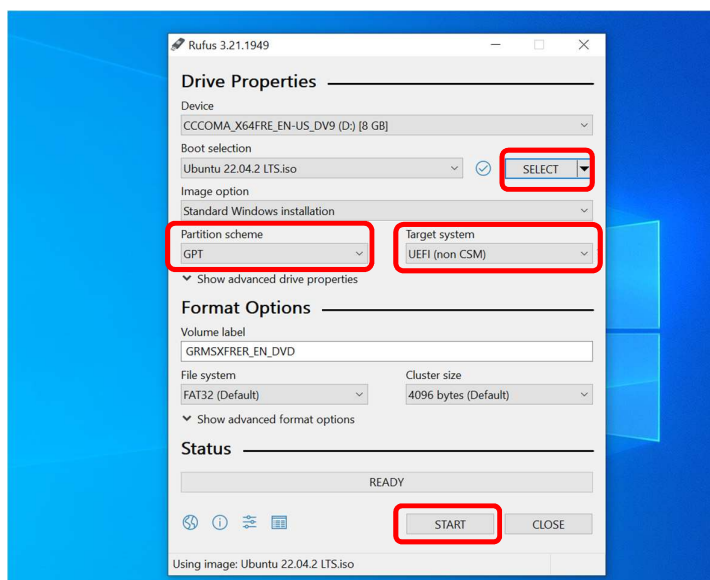 Rufus 3.21.1949
Drive Properties
Device
CCCOMA_X64FRE_EN-US_DV9 (D:) [8 GB]
Boot selection
Ubuntu 22.04.2 LTS.iso SELECT
Image option
Standard Windows installation
Partition scheme Target system
GPT UEFI (non CSM)
Show advanced drive properties
Format Options
Volume label
GRMSXFRER_EN_DVD
File system Cluster size
FAT32 (Default) 4096 bytes (Default)
Show advanced format options
Status
READY
START CLOSE
Using image: Ubuntu 22.04.2 LTS.iso